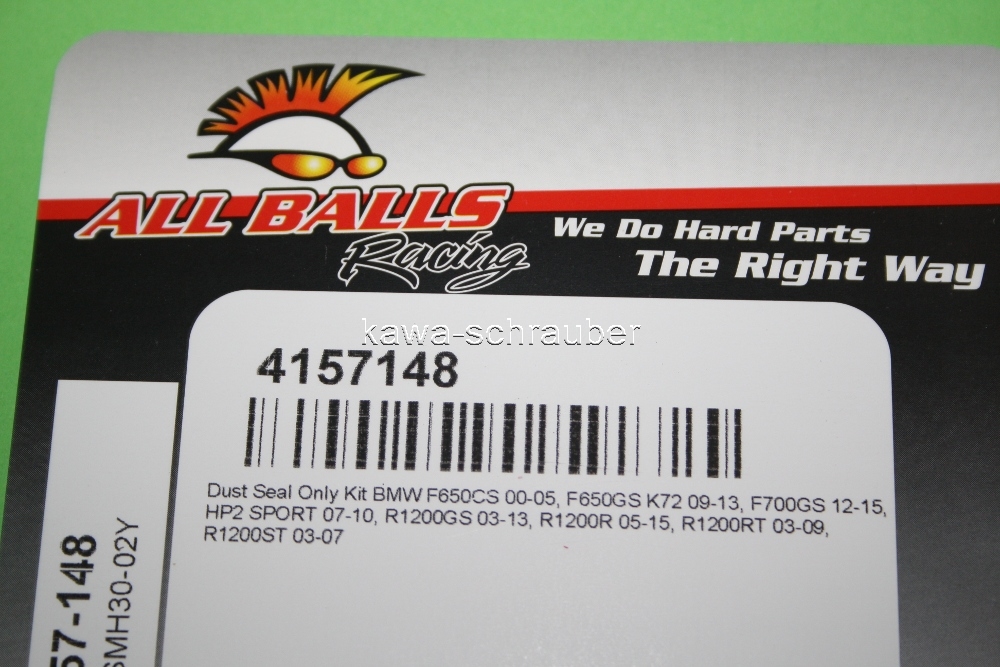 ALL BALLS
Racing
We Do Hard Parts
The Right Way
kawa-schrauber
4157148
Dust Seal Only Kit BMW F650CS 00-05, F650GS K72 09-13, F700GS 12-15,
HP2 SPORT 07-10, R1200GS 03-13, R1200R 05-15, R1200RT 03-09,
R1200ST 03-07
57-148
SMH30-02Y